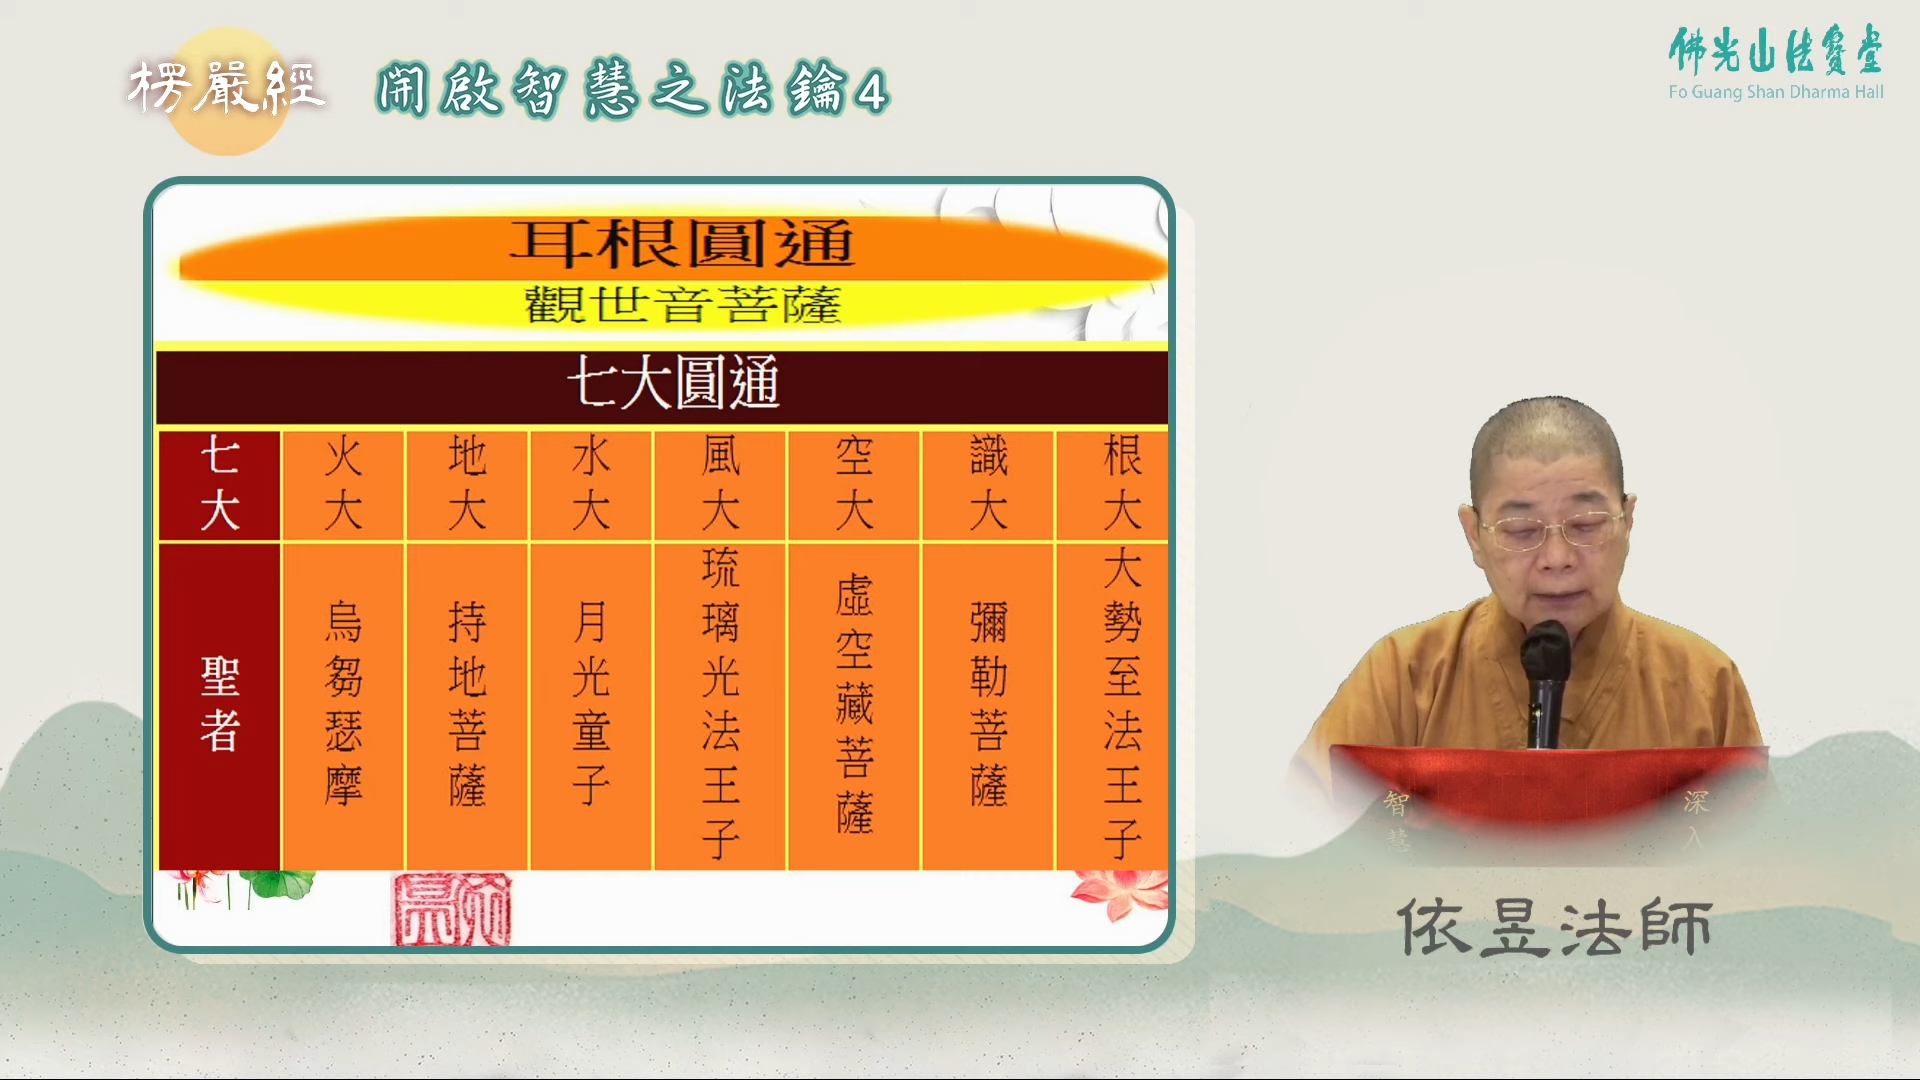 楞嚴經 開啟智慧之法鑰4
佛光山法寶堂
Fo Guang Shan Dharma Hall
耳根圓通
觀世音菩薩
七大圓通
七大 火大 地大 水大 風大 空大 識大 根大
聖者 烏芻瑟摩 持地菩薩 月光童子 琉璃光法王子 虛空藏菩薩 彌勒菩薩 大勢至法王子
智慧
深入
依昱法師